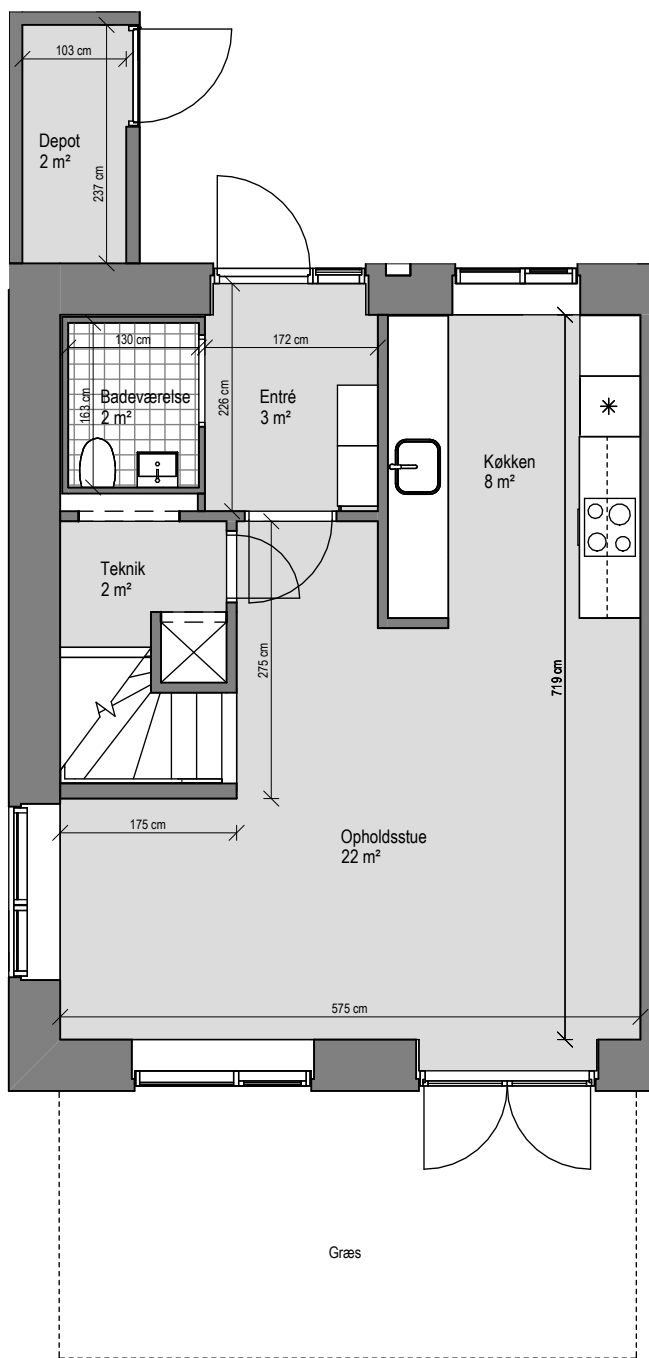 103 cm
Depot
2 m²
237 cm
130 cm
172 cm
163 cm
Badeværelse
2 m²
226 cm
Entré
3 m²
Køkken
8 m²
Teknik
2 m²
275 cm
719 cm
175 cm
Opholdsstue
22 m²
575 cm
Græs